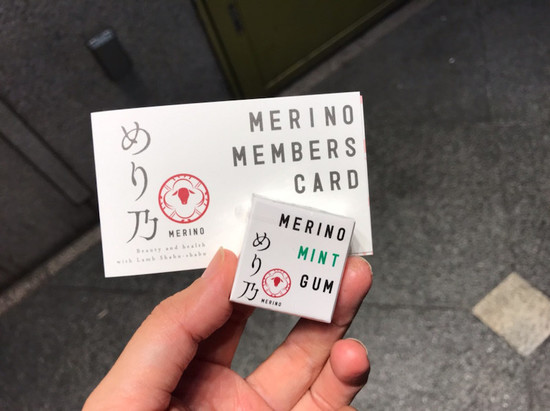 めり乃
MERINO
Beauty and health
with Lamb Shabu-shabu
MERINO
MEMBERS
CARD
めり乃
MERINO
MERINO
MINT
GUM